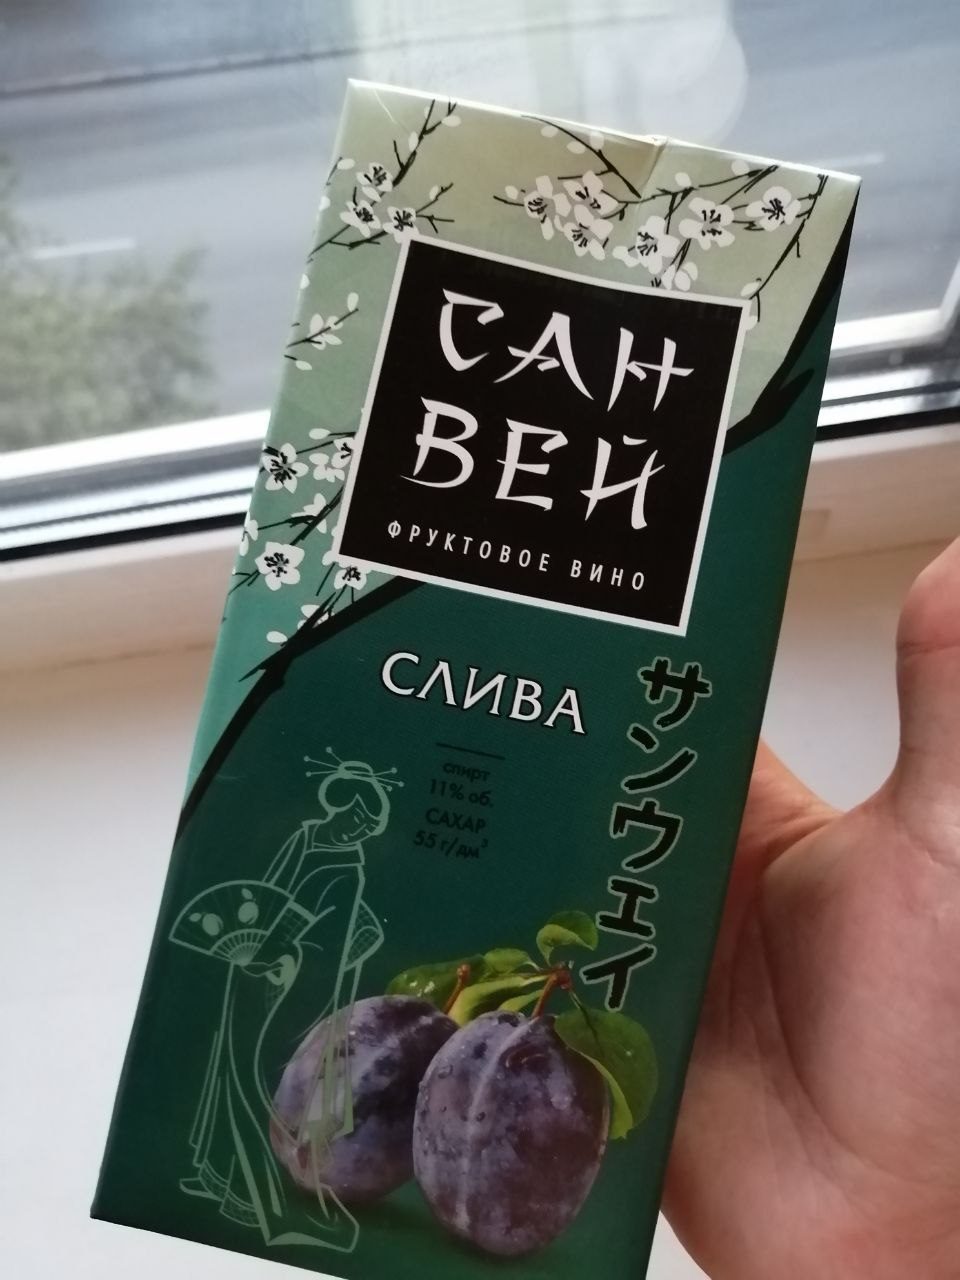 САН
ВЕЙ
ФРУКТОВОЕ ВИНО
СЛИВА
спирт
11% об.
САХАР
55 г/дм³
サンウェイ